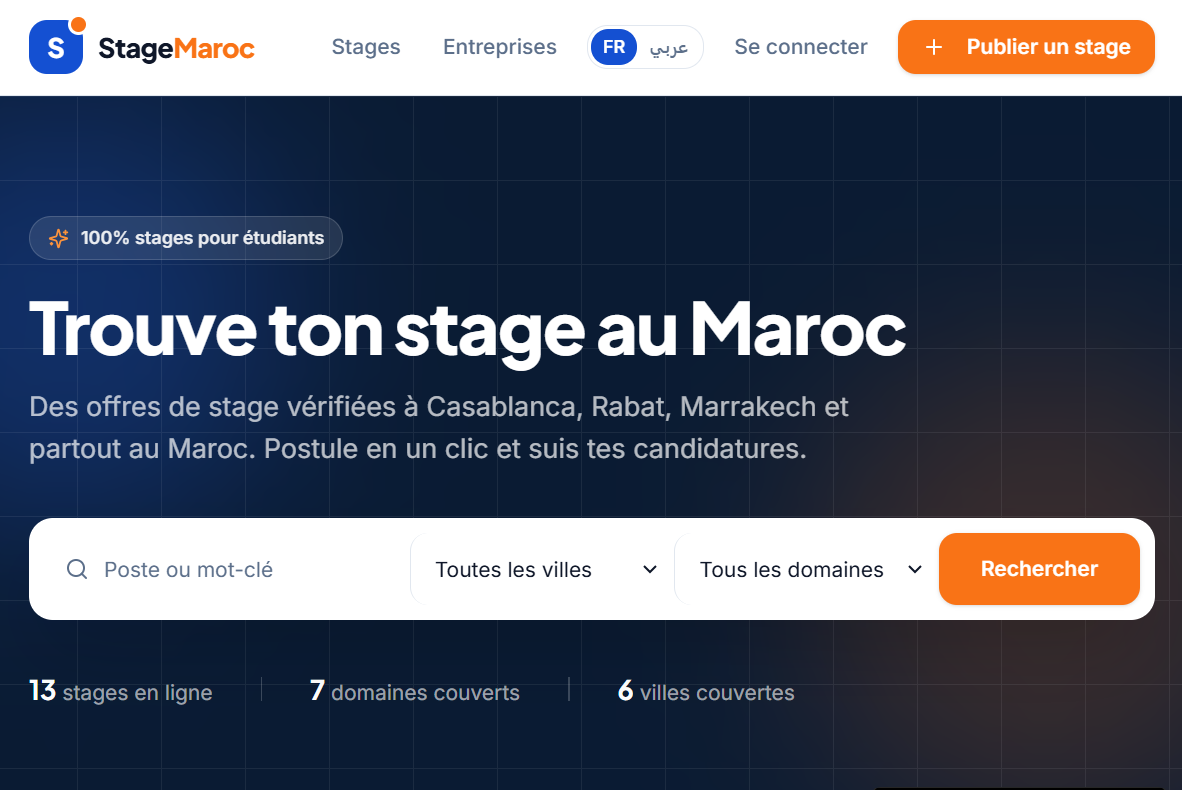 S StageMaroc Stages Entreprises FR عربي Se connecter + Publier un stage
100% stages pour étudiants
Trouve ton stage au Maroc
Des offres de stage vérifiées à Casablanca, Rabat, Marrakech et
partout au Maroc. Postule en un clic et suis tes candidatures.
Poste ou mot-clé Toutes les villes Tous les domaines Rechercher
13 stages en ligne 7 domaines couverts 6 villes couvertes